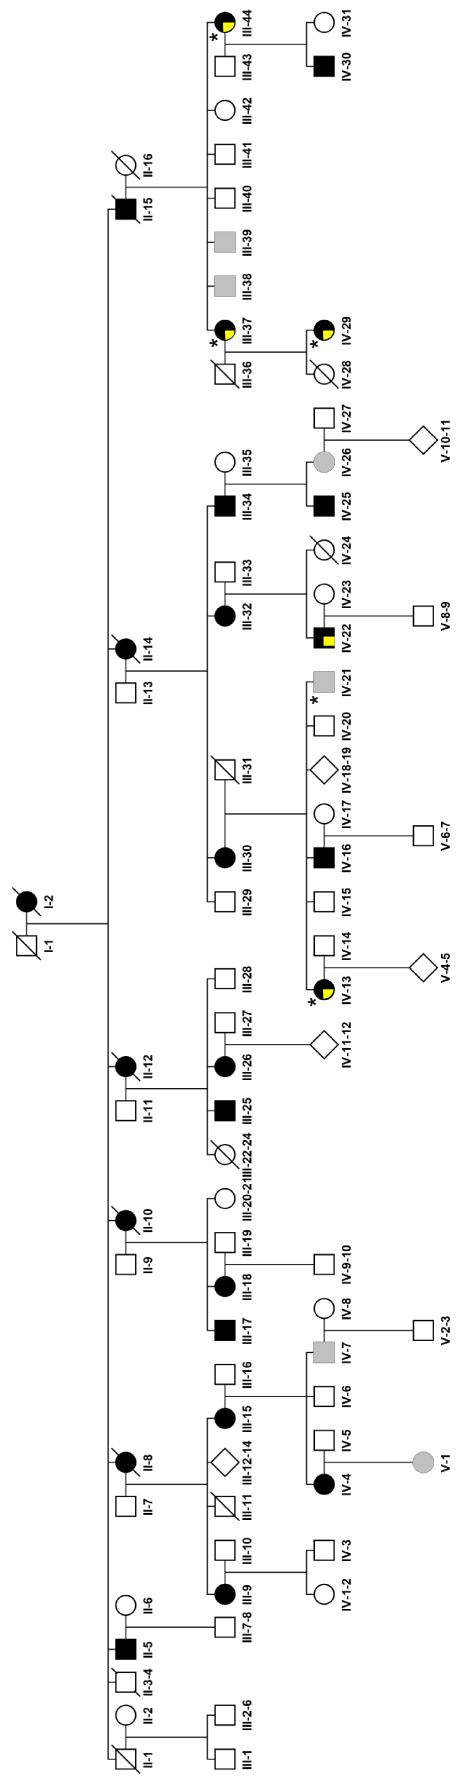 I-1 I-2
II-1 II-2 II-3-4 II-5 II-6 II-7 II-8 II-9 II-10 II-11 II-12 II-13 II-14 II-15 II-16
III-1 III-2-6 III-7-8 III-9 III-10 III-11 III-12-14 III-15 III-16 III-17 III-18 III-19 III-20-21 III-22-24 III-25 III-26 III-27 III-28 III-29 III-30 III-31 III-32 III-33 III-34 III-35 * III-36 III-37 III-38 III-39 III-40 III-41 III-42 * III-43 III-44
IV-1-2 IV-3 IV-4 IV-5 IV-6 IV-7 IV-8 IV-9-10 IV-11-12 * IV-13 IV-14 IV-15 IV-16 IV-17 IV-18-19 IV-20 * IV-21 IV-22 IV-23 IV-24 IV-25 IV-26 IV-27 IV-28 * IV-29 IV-30 IV-31
V-1 V-2-3 V-4-5 V-6-7 V-8-9 V-10-11